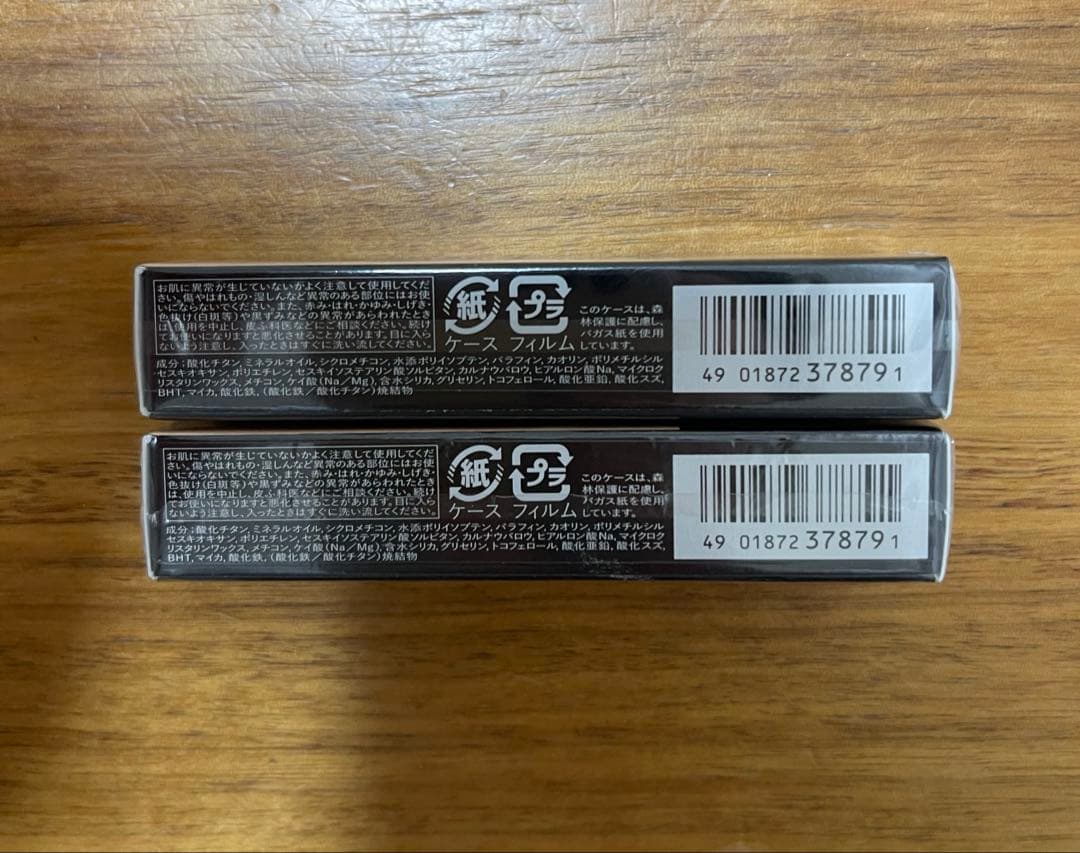 お肌に異常が生じていないかよく注意して使用してくだ
さい。傷やはれもの・湿しんなど異常のある部位にはお使
いにならないでください。また、赤み・はれ・かゆみ・しげき・
色抜け(白斑等)や黒ずみなどの異常があらわれたとき
は、使用を中止し、皮ふ科医などにご相談ください。続け
てお使いになりますと悪化させることがあります。目に入ら
ないよう注意し、入ったときはすぐに洗い流してください。
紙
ケース
プラ
フィルム
このケースは、森
林保護に配慮し、
バガス紙を使用
しています。
成分:酸化チタン、ミネラルオイル、シクロメチコン、水添ポリイソブテン、パラフィン、カオリン、ポリメチルシル
セスキオキサン、ポリエチレン、セスキイソステアリン酸ソルビタン、カルナウバロウ、ヒアルロン酸Na、マイクロク
リスタリンワックス、メチコン、ケイ酸(Na/Mg)、含水シリカ、グリセリン、トコフェロール、酸化亜鉛、酸化スズ、
BHT、マイカ、酸化鉄、(酸化鉄/酸化チタン)焼結物
49 01872 37879 1
お肌に異常が生じていないかよく注意して使用してくだ
さい。傷やはれもの・湿しんなど異常のある部位にはお使
いにならないでください。また、赤み・はれ・かゆみ・しげき・
色抜け(白斑等)や黒ずみなどの異常があらわれたとき
は、使用を中止し、皮ふ科医などにご相談ください。続け
てお使いになりますと悪化させることがあります。目に入ら
ないよう注意し、入ったときはすぐに洗い流してください。
紙
ケース
プラ
フィルム
このケースは、森
林保護に配慮し、
バガス紙を使用
しています。
成分:酸化チタン、ミネラルオイル、シクロメチコン、水添ポリイソブテン、パラフィン、カオリン、ポリメチルシル
セスキオキサン、ポリエチレン、セスキイソステアリン酸ソルビタン、カルナウバロウ、ヒアルロン酸Na、マイクロク
リスタリンワックス、メチコン、ケイ酸(Na/Mg)、含水シリカ、グリセリン、トコフェロール、酸化亜鉛、酸化スズ、
BHT、マイカ、酸化鉄、(酸化鉄/酸化チタン)焼結物
49 01872 37879 1